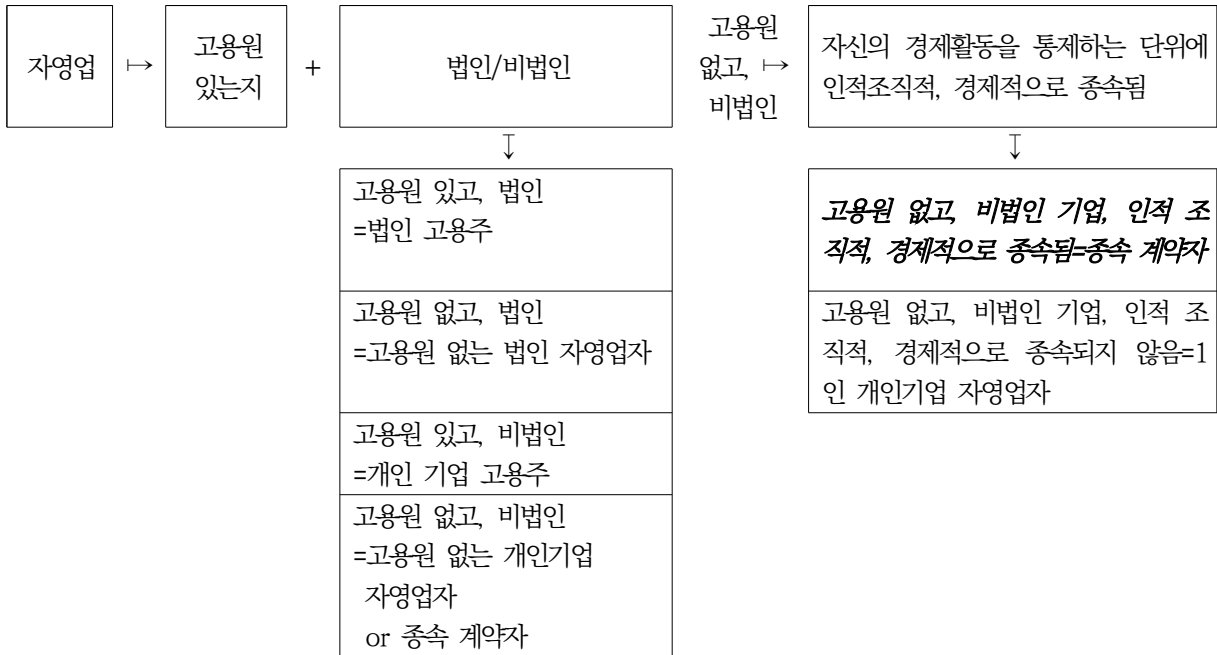 자영업
↦
고용원
있는지
+
법인/비법인
고용원
없고, ↦
비법인
자신의 경제활동을 통제하는 단위에
인적조직적, 경제적으로 종속됨
↧
↧
고용원 있고, 법인
=법인 고용주
고용원 없고, 법인
=고용원 없는 법인 자영업자
고용원 있고, 비법인
=개인 기업 고용주
고용원 없고, 비법인
=고용원 없는 개인기업
자영업자
or 종속 계약자
고용원 없고, 비법인 기업, 인적 조
직적, 경제적으로 종속됨=종속 계약자
고용원 없고, 비법인 기업, 인적 조
직적, 경제적으로 종속되지 않음=1
인 개인기업 자영업자